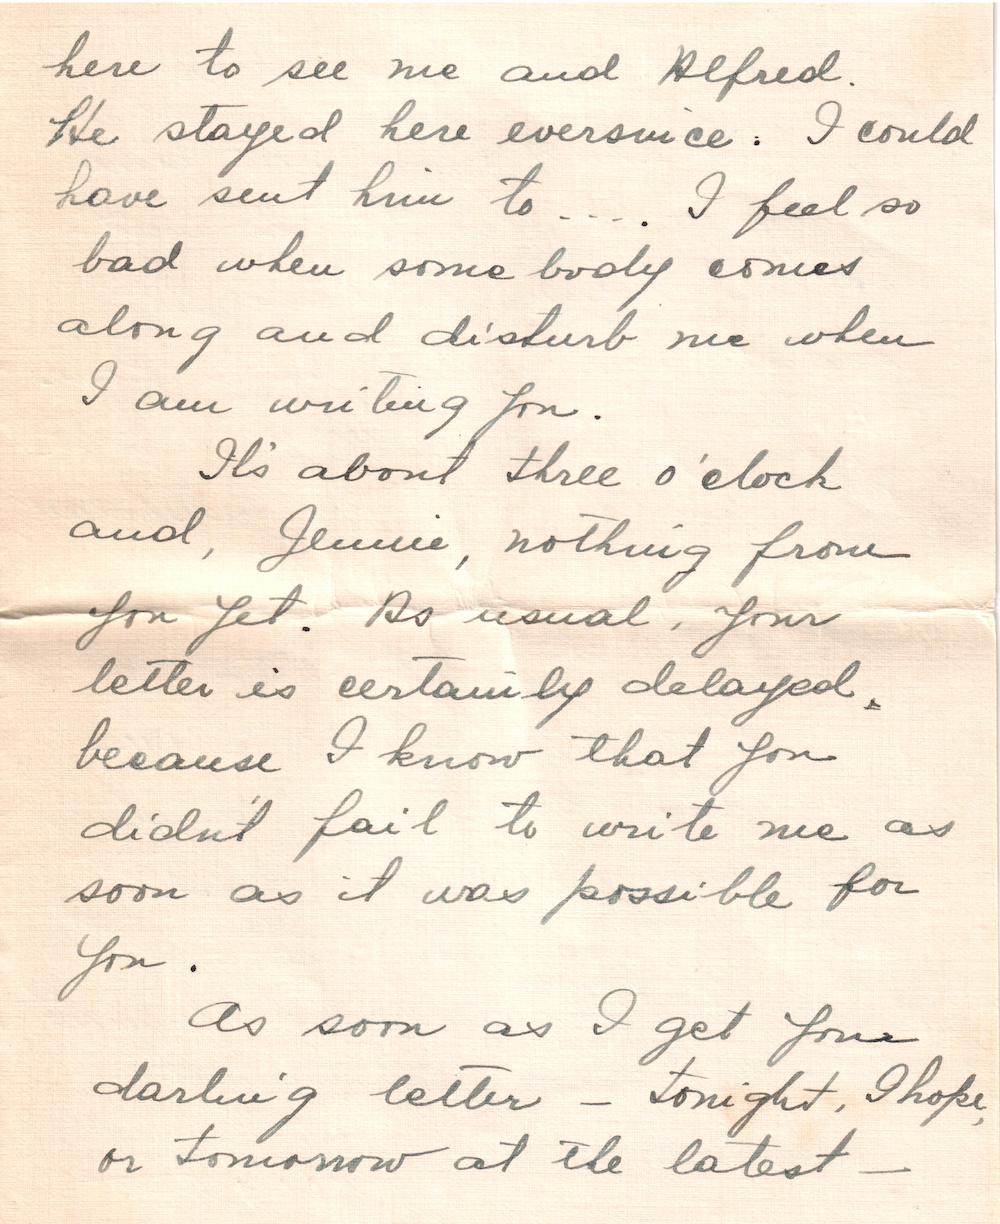 here to see me and Alfred.
He stayed here eversince. I could
have sent him to .... I feel so
bad when some body comes
along and disturb me when
I am writing you.
It's about three o'clock
and, Jennie, nothing from
you yet. As usual, your
letter is certainly delayed,
because I know that you
didn't fail to write me as
soon as it was possible for
you.
As soon as I get your
darling letter — tonight, I hope,
or tomorrow at the latest —